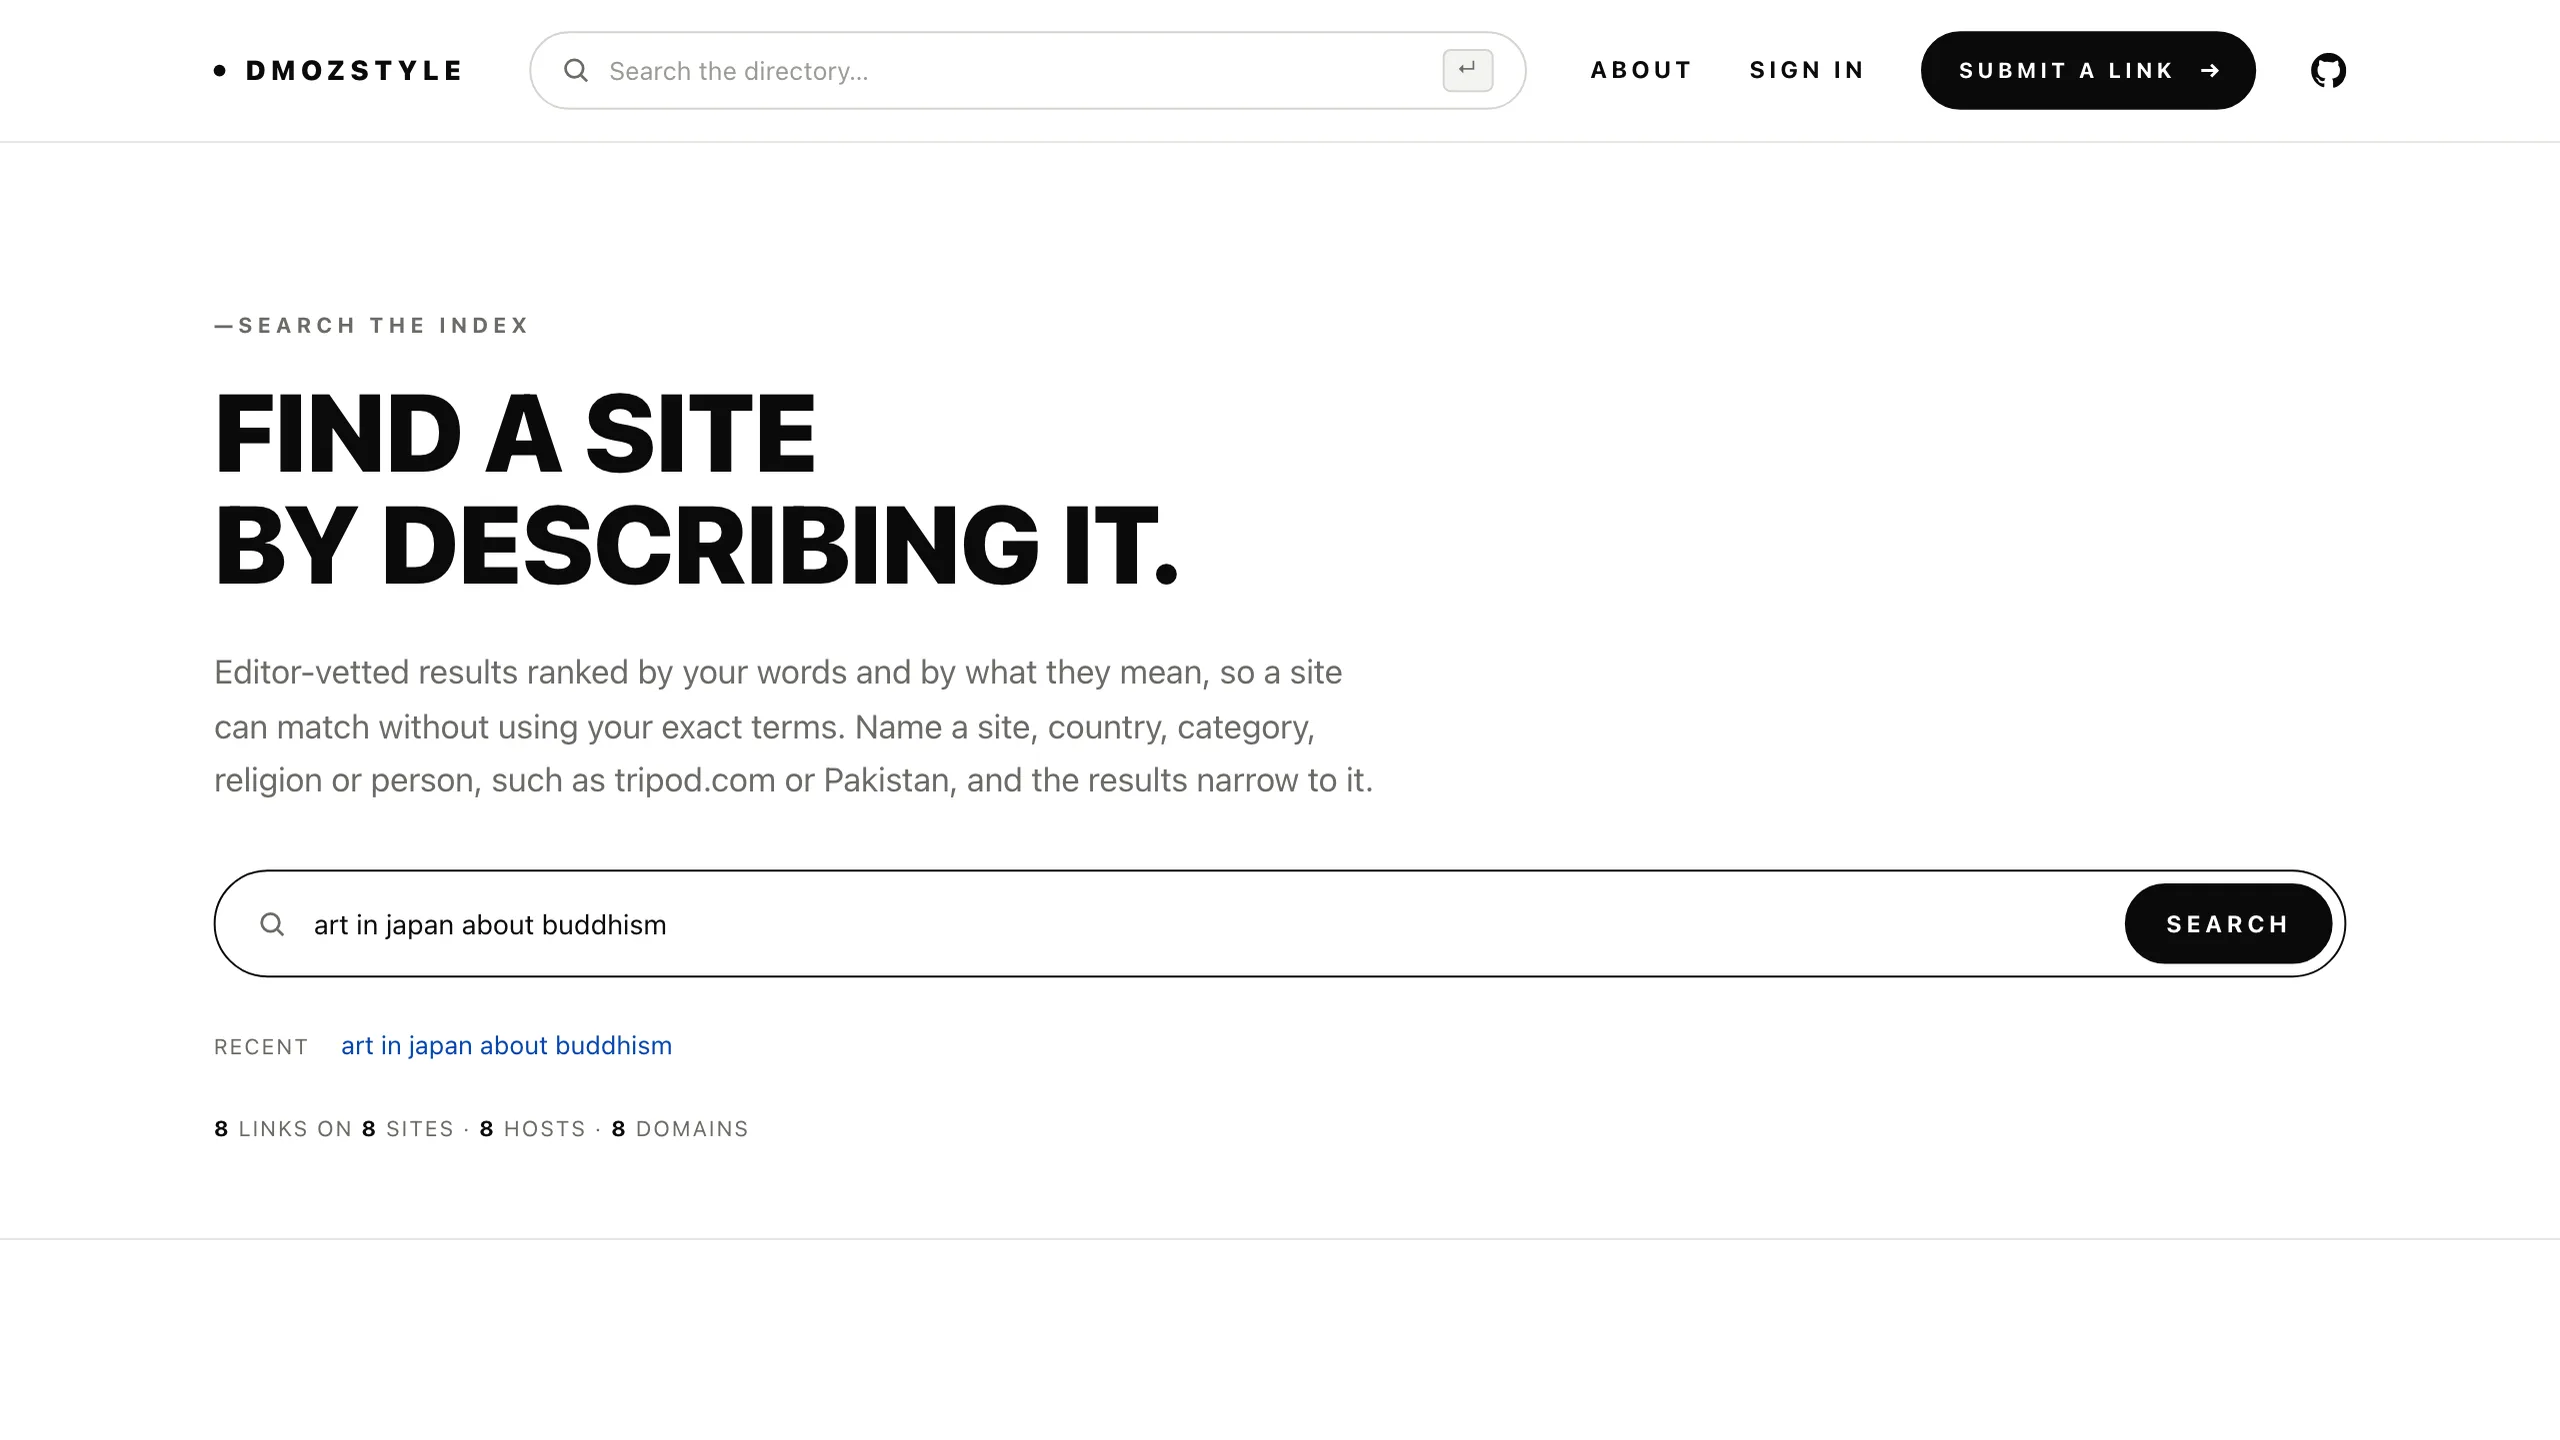 DMOZSTYLE
Search the directory...
ABOUT
SIGN IN
SUBMIT A LINK →
—SEARCH THE INDEX
FIND A SITE
BY DESCRIBING IT.
Editor-vetted results ranked by your words and by what they mean, so a site
can match without using your exact terms. Name a site, country, category,
religion or person, such as tripod.com or Pakistan, and the results narrow to it.
art in japan about buddhism
SEARCH
RECENT art in japan about buddhism
8 LINKS ON 8 SITES · 8 HOSTS · 8 DOMAINS